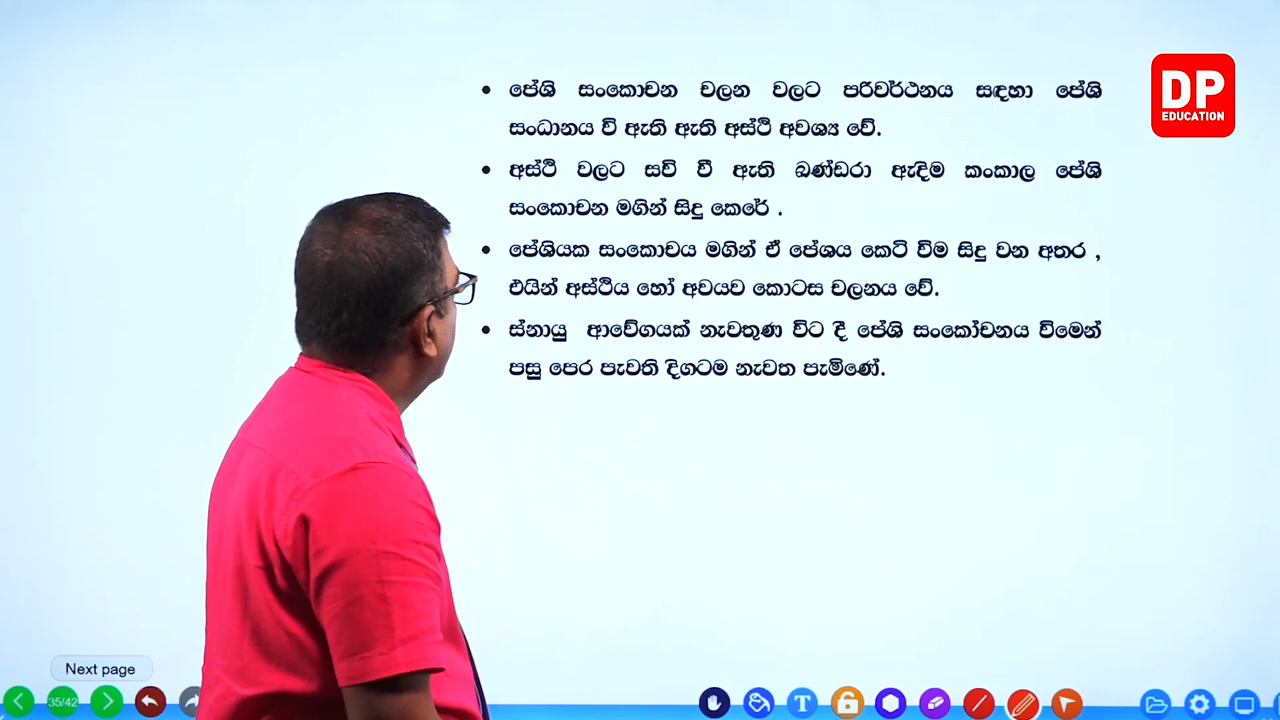 DP
EDUCATION
• පේශි සංකොචන චලන වලට පරිවර්ථනය සඳහා පේශි
සංධානය වි ඇති ඇති අස්ථි අවශ්‍ය වේ.
• අස්ථි වලට සවි වී ඇති බණ්ඩරා ඇදිම කංකාල පේශි
සංකොචන මගින් සිදු කෙරේ .
• පේශියක සංකොචය මගින් ඒ පේශය කෙටි විම සිදු වන අතර ,
එයින් අස්ථිය හෝ අවයව කොටස චලනය වේ.
• ස්නායු ආවේගයක් නැවතුණ විට දී පේශි සංකෝචනය විමෙන්
පසු පෙර පැවති දිගටම නැවත පැමිණේ.
Next page
35/42
T